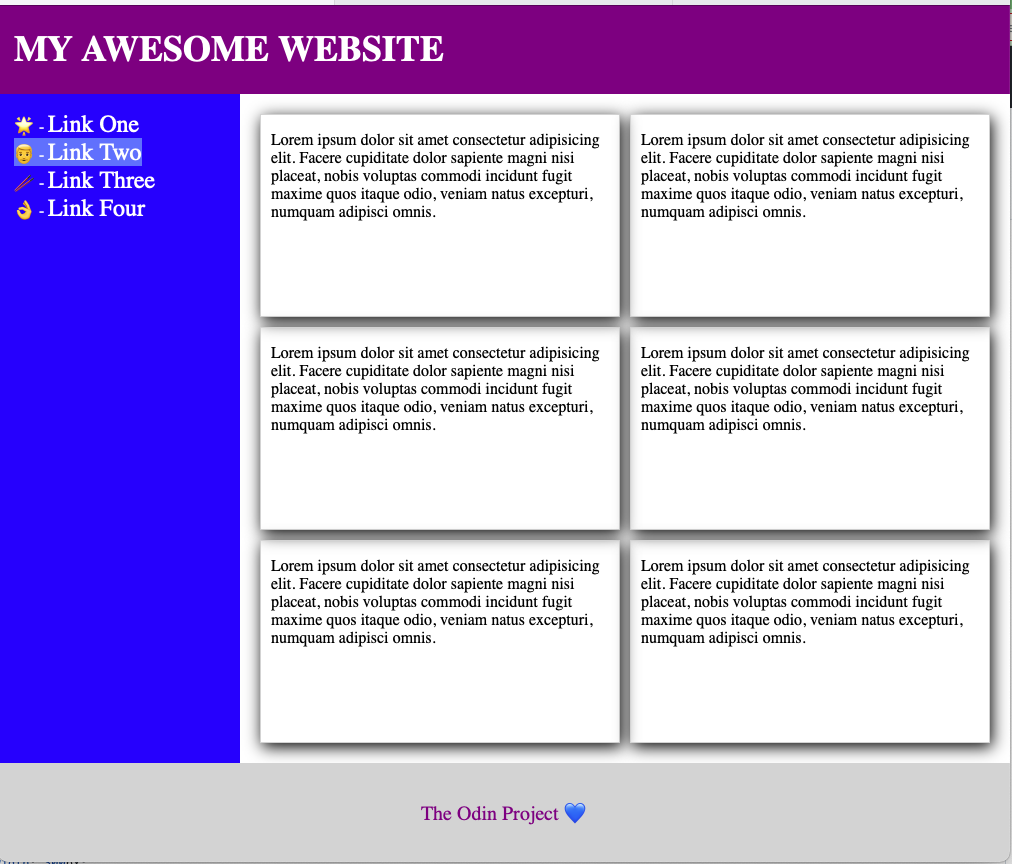 MY AWESOME WEBSITE
🌟 - Link One
👨 - Link Two
🥢 - Link Three
👌 - Link Four
Lorem ipsum dolor sit amet consectetur adipisicing
elit. Facere cupiditate dolor sapiente magni nisi
placeat, nobis voluptas commodi incidunt fugit
maxime quos itaque odio, veniam natus excepturi,
numquam adipisci omnis.
Lorem ipsum dolor sit amet consectetur adipisicing
elit. Facere cupiditate dolor sapiente magni nisi
placeat, nobis voluptas commodi incidunt fugit
maxime quos itaque odio, veniam natus excepturi,
numquam adipisci omnis.
Lorem ipsum dolor sit amet consectetur adipisicing
elit. Facere cupiditate dolor sapiente magni nisi
placeat, nobis voluptas commodi incidunt fugit
maxime quos itaque odio, veniam natus excepturi,
numquam adipisci omnis.
Lorem ipsum dolor sit amet consectetur adipisicing
elit. Facere cupiditate dolor sapiente magni nisi
placeat, nobis voluptas commodi incidunt fugit
maxime quos itaque odio, veniam natus excepturi,
numquam adipisci omnis.
Lorem ipsum dolor sit amet consectetur adipisicing
elit. Facere cupiditate dolor sapiente magni nisi
placeat, nobis voluptas commodi incidunt fugit
maxime quos itaque odio, veniam natus excepturi,
numquam adipisci omnis.
Lorem ipsum dolor sit amet consectetur adipisicing
elit. Facere cupiditate dolor sapiente magni nisi
placeat, nobis voluptas commodi incidunt fugit
maxime quos itaque odio, veniam natus excepturi,
numquam adipisci omnis.
The Odin Project 💙